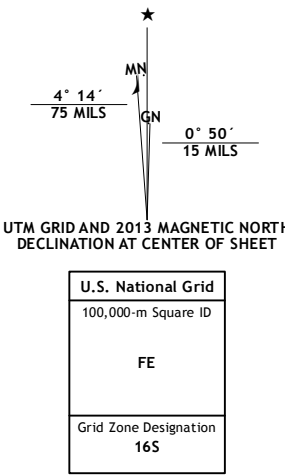 ★
MN
4° 14´
75 MILS
GN
0° 50´
15 MILS
UTM GRID AND 2013 MAGNETIC NORTH
DECLINATION AT CENTER OF SHEET
U.S. National Grid
100,000-m Square ID
FE
Grid Zone Designation
16S